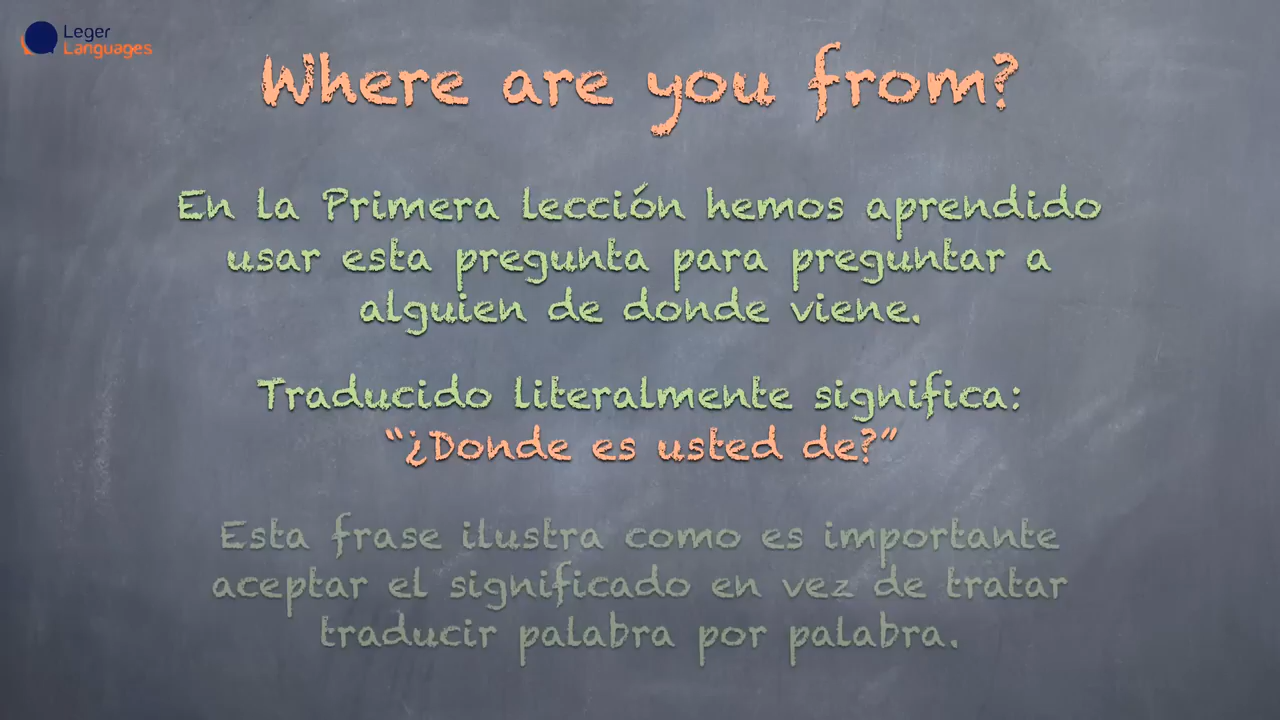 Leger
Languages
Where are you from?
En la Primera lección hemos aprendido
usar esta pregunta para preguntar a
alguien de donde viene.
Traducido literalmente significa:
“¿Donde es usted de?”
Esta frase ilustra como es importante
aceptar el significado en vez de tratar
traducir palabra por palabra.